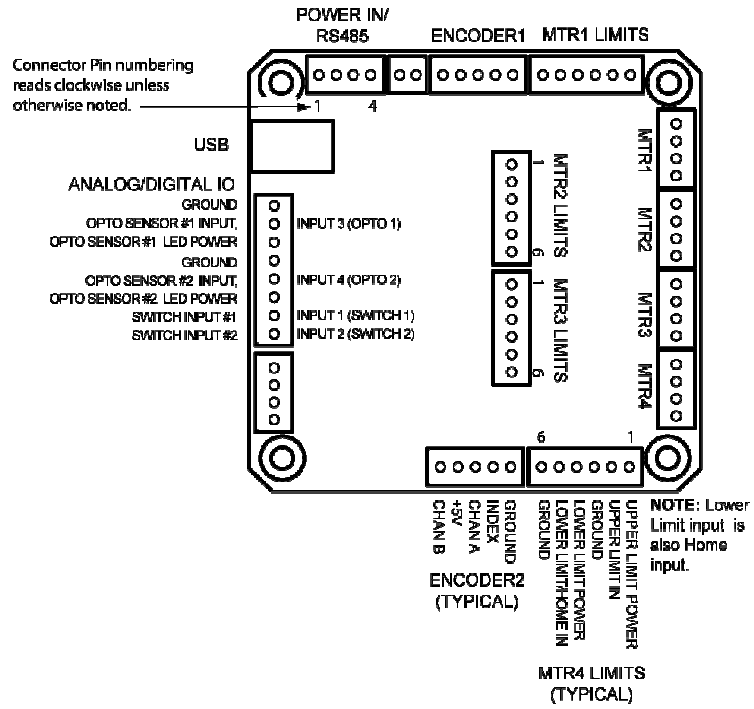 POWER IN/
RS485
ENCODER1
MTR1 LIMITS
Connector Pin numbering
reads clockwise unless
otherwise noted.
1
4
USB
MTR1
MTR2
MTR3
MTR4
1
MTR2 LIMITS
6
1
MTR3 LIMITS
6
ANALOG/DIGITAL IO
GROUND
OPTO SENSOR #1 INPUT,
INPUT 3 (OPTO 1)
OPTO SENSOR #1 LED POWER
GROUND
OPTO SENSOR #2 INPUT,
INPUT 4 (OPTO 2)
OPTO SENSOR #2 LED POWER
SWITCH INPUT #1
INPUT 1 (SWITCH 1)
SWITCH INPUT #2
INPUT 2 (SWITCH 2)
6
1
CHAN B
+5V
CHAN A
INDEX
GROUND
ENCODER2
(TYPICAL)
GROUND
LOWER LIMIT/HOME IN
LOWER LIMIT POWER
GROUND
UPPER LIMIT IN
UPPER LIMIT POWER
MTR4 LIMITS
(TYPICAL)
NOTE: Lower
Limit input is
also Home
input.